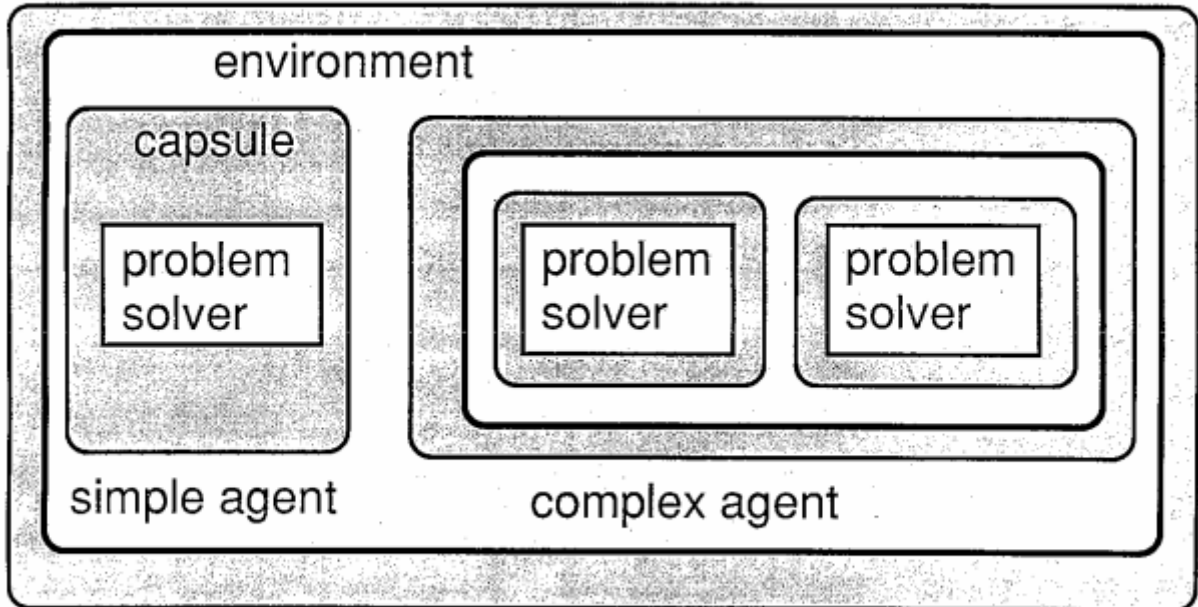 environment
capsule
problem
solver
problem
solver
problem
solver
simple agent
complex agent